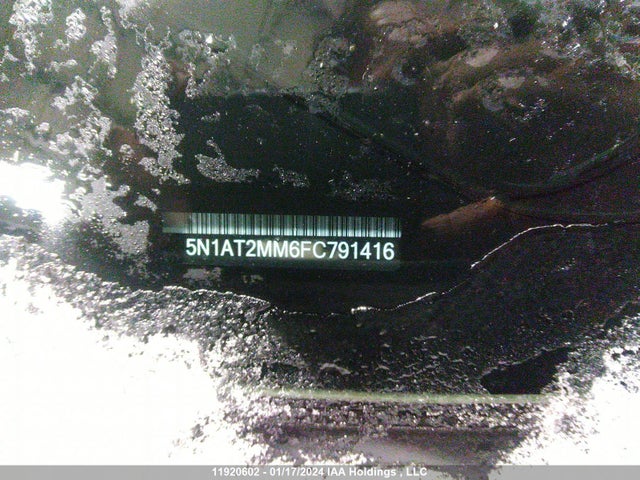 5N1AT2MM6FC791416
11920602 - 01/17/2024 IAA Holdings , LLC